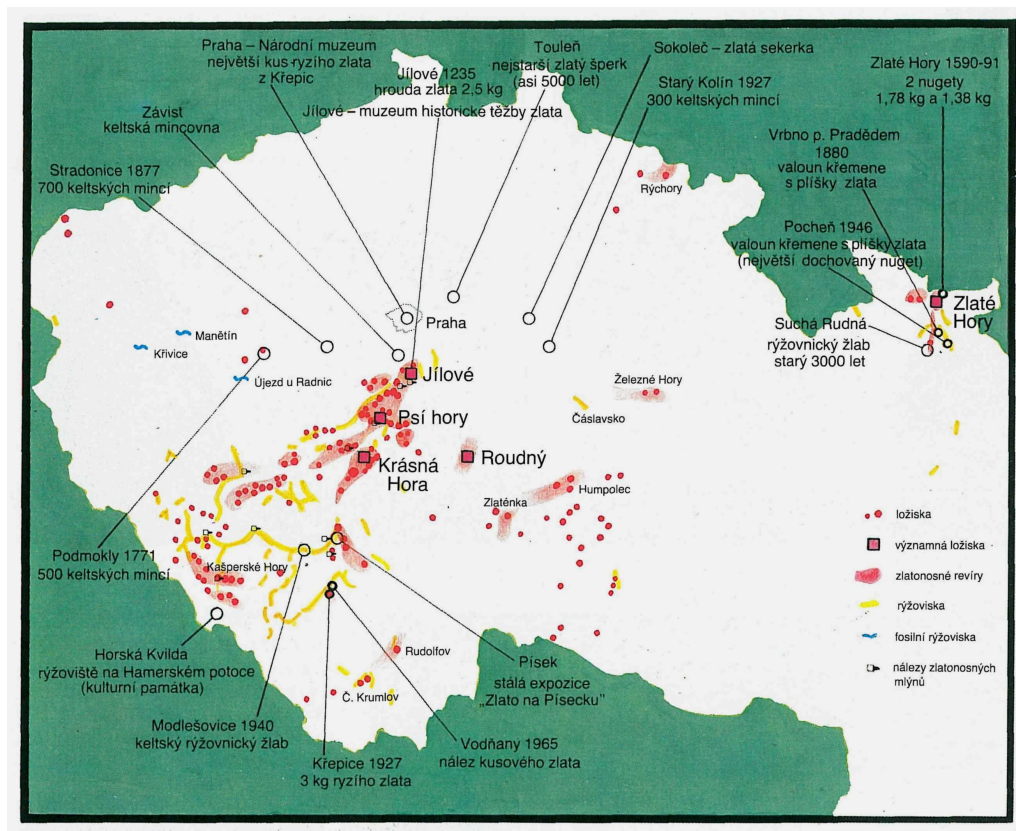 Praha – Národní muzeum
největší kus ryzího zlata
z Křepic
Jílové 1235
hrouda zlata 2,5 kg
Jílové – muzeum historické těžby zlata
Touleň
nejstarší zlatý šperk
(asi 5000 let)
Sokoleč – zlatá sekerka
Starý Kolín 1927
300 keltských mincí
Zlaté Hory 1590-91
2 nugety
1,78 kg a 1,38 kg
Závist
keltská mincovna
Stradonice 1877
700 keltských mincí
Vrbno p. Pradědem
1880
valoun křemene
s plíšky zlata
Rýchory
Pocheň 1946
valoun křemene s plíšky zlata
(největší dochovaný nuget)
Zlaté
Hory
Praha
Manětín
Křivice
Suchá Rudná
rýžovnický žlab
starý 3000 let
Újezd u Radnic
Jílové
Železné Hory
Psí hory
Čáslavsko
Krásná
Hora
Roudný
Humpolec
Zlaténka
Podmokly 1771
500 keltských mincí
Kašperské Hory
ložiska
významná ložiska
zlatonosné revíry
rýžoviska
fosilní rýžoviska
nálezy zlatonosných
mlýnů
Horská Kvilda
rýžoviště na Hamerském potoce
(kulturní památka)
Rudolfov
Č. Krumlov
Písek
stálá expozice
„Zlato na Písecku"
Modlešovice 1940
keltský rýžovnický žlab
Vodňany 1965
nález kusového zlata
Křepice 1927
3 kg ryzího zlata